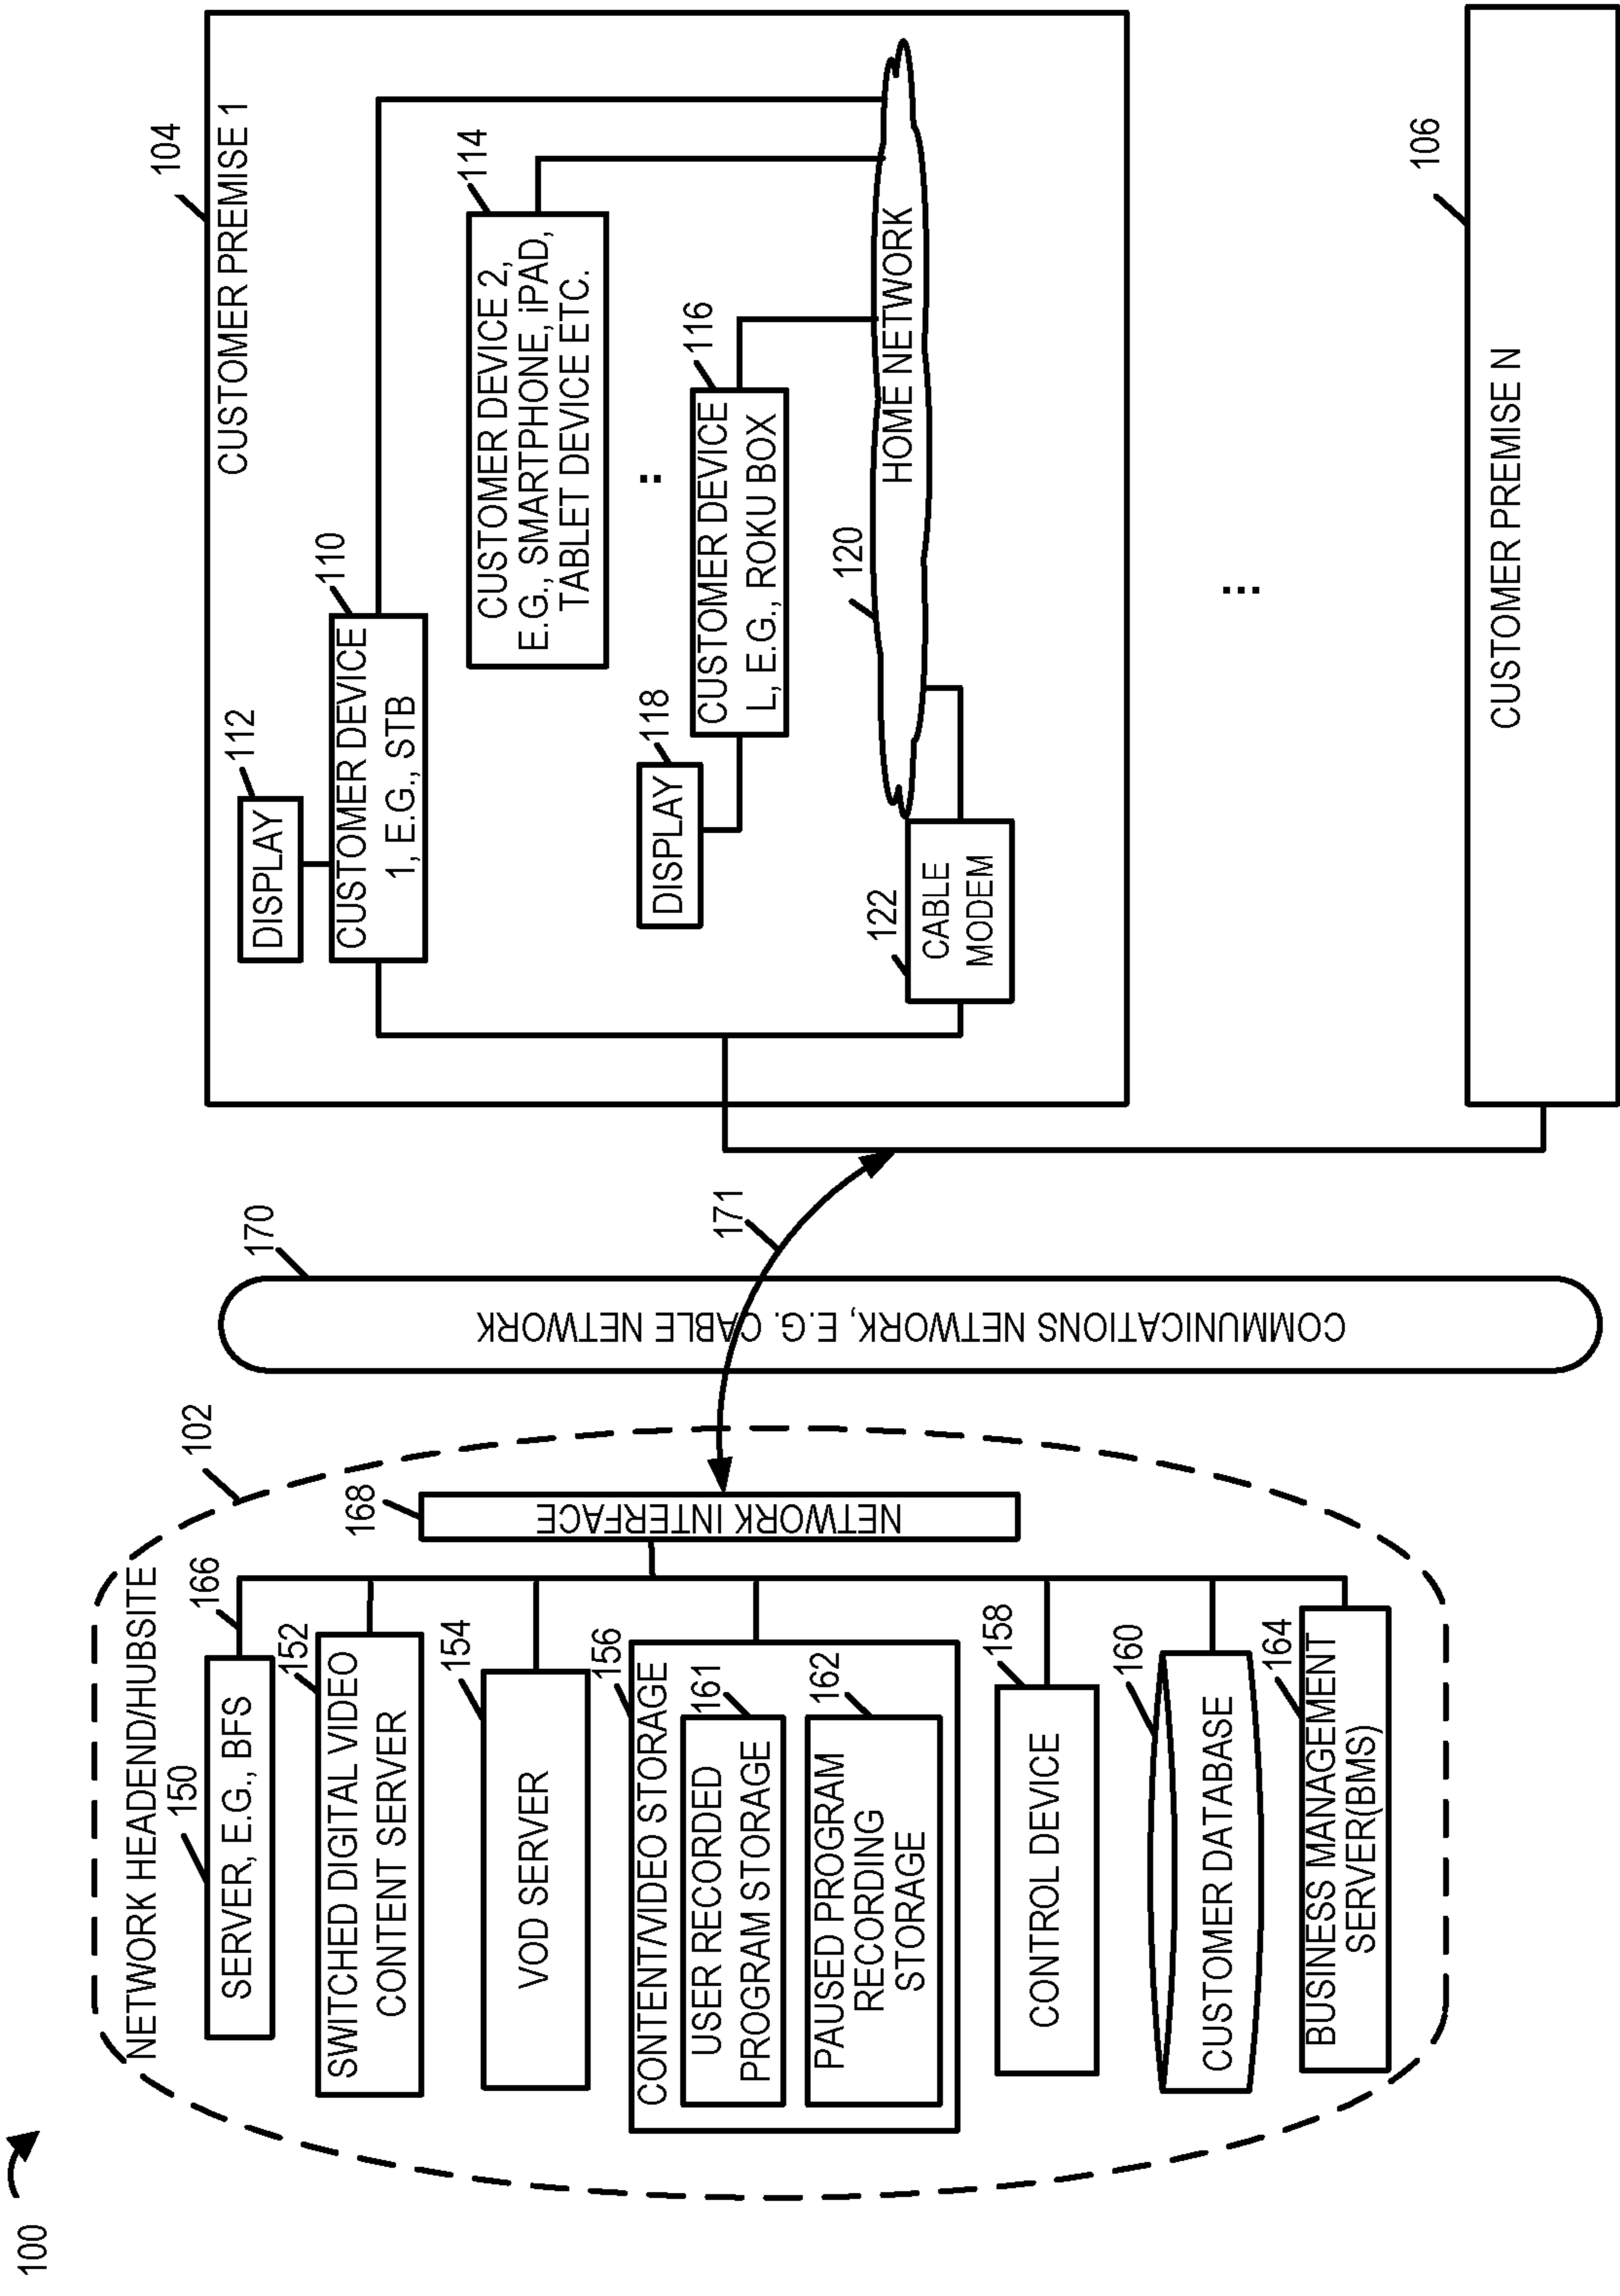 100
NETWORK HEADEND/HUBSITE
102
150
SERVER, E.G., BFS
166
152
SWITCHED DIGITAL VIDEO
CONTENT SERVER
154
VOD SERVER
156
CONTENT/VIDEO STORAGE
161
USER RECORDED
PROGRAM STORAGE
162
PAUSED PROGRAM
RECORDING
STORAGE
158
CONTROL DEVICE
160
CUSTOMER DATABASE
164
BUSINESS MANAGEMENT
SERVER(BMS)
168
NETWORK INTERFACE
170
COMMUNICATIONS NETWORK, E.G. CABLE NETWORK
171
104
CUSTOMER PREMISE 1
112
DISPLAY
110
CUSTOMER DEVICE
1, E.G., STB
114
CUSTOMER DEVICE 2,
E.G., SMARTPHONE, iPAD,
TABLET DEVICE ETC.
..
118
DISPLAY
116
CUSTOMER DEVICE
L, E.G., ROKU BOX
120
HOME NETWORK
122
CABLE
MODEM
...
106
CUSTOMER PREMISE N